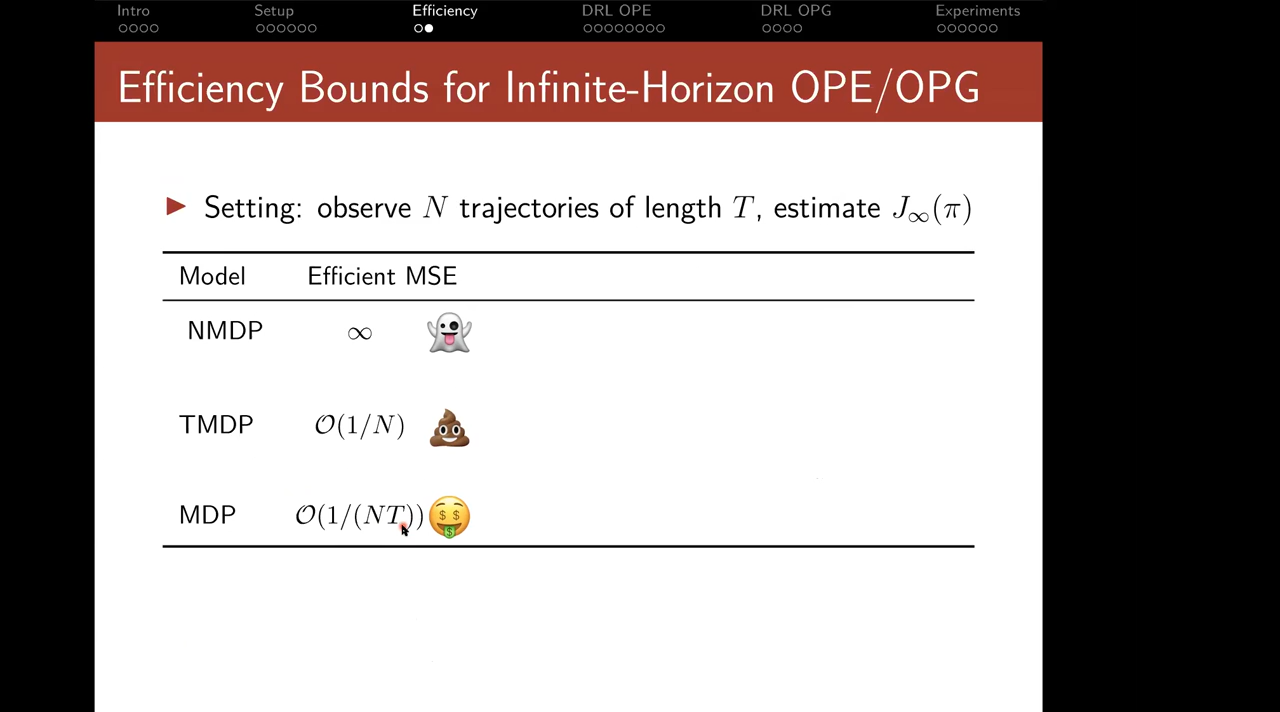 Intro Setup Efficiency DRL OPE DRL OPG Experiments
Efficiency Bounds for Infinite-Horizon OPE/OPG
Setting: observe N trajectories of length T, estimate J∞(π)
Model Efficient MSE
NMDP ∞
TMDP O(1/N)
MDP O(1/(NT))